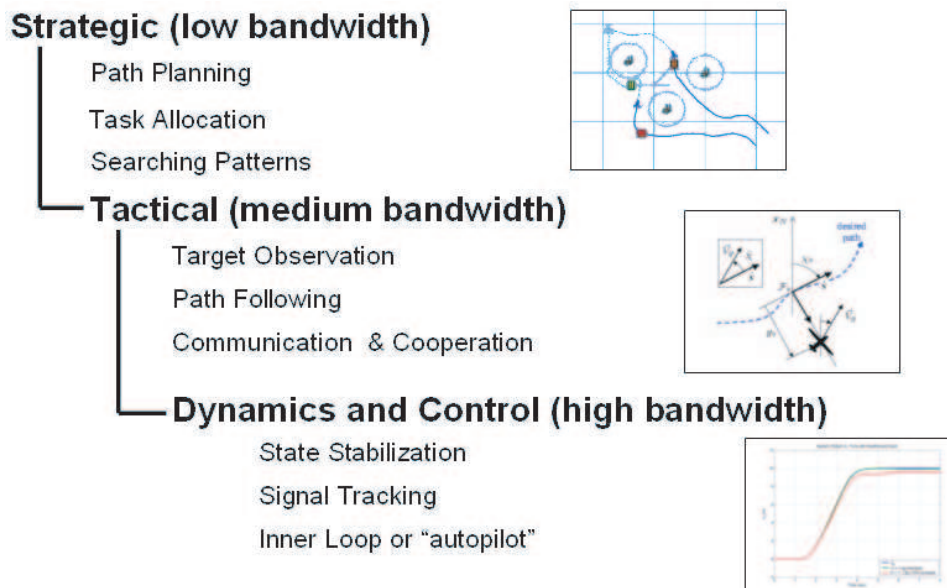 Strategic (low bandwidth)
Path Planning
Task Allocation
Searching Patterns
Tactical (medium bandwidth)
Target Observation
Path Following
Communication & Cooperation
desired
path
Dynamics and Control (high bandwidth)
State Stabilization
Signal Tracking
Inner Loop or “autopilot”